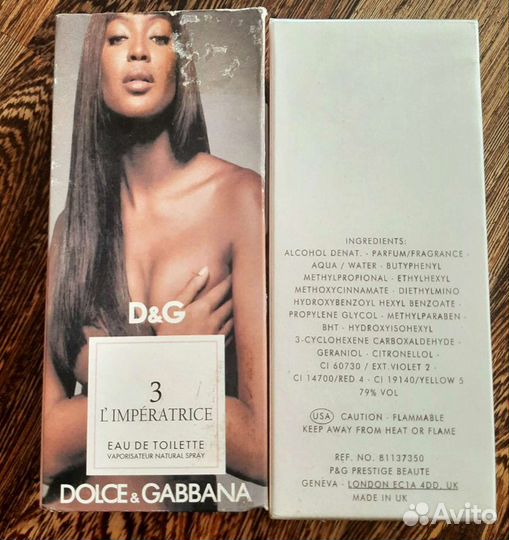 D&G
3
L'IMPÉRATRICE
EAU DE TOILETTE
VAPORISATEUR NATURAL SPRAY
DOLCE & GABBANA
INGREDIENTS:
ALCOHOL DENAT. - PARFUM/FRAGRANCE -
AQUA / WATER - BUTYPHENYL
METHYLPROPIONAL - ETHYLHEXYL
METHOXYCINNAMATE - DIETHYLMINO
HYDROXYBENZOYL HEXYL BENZOATE -
PROPYLENE GLYCOL - METHYLPARABEN -
BHT - HYDROXYISOHEXYL
3-CYCLOHEXENE CARBOXALDEHYDE -
GERANIOL - CITRONELLOL -
CI 60730 / EXT.VIOLET 2 -
CI 14700/RED 4 - CI 19140/YELLOW 5
79% VOL
USA CAUTION - FLAMMABLE
KEEP AWAY FROM HEAT OR FLAME
REF. NO. 81137350
P&G PRESTIGE BEAUTE
GENEVA - LONDON EC1A 4DD, UK
MADE IN UK
Avito